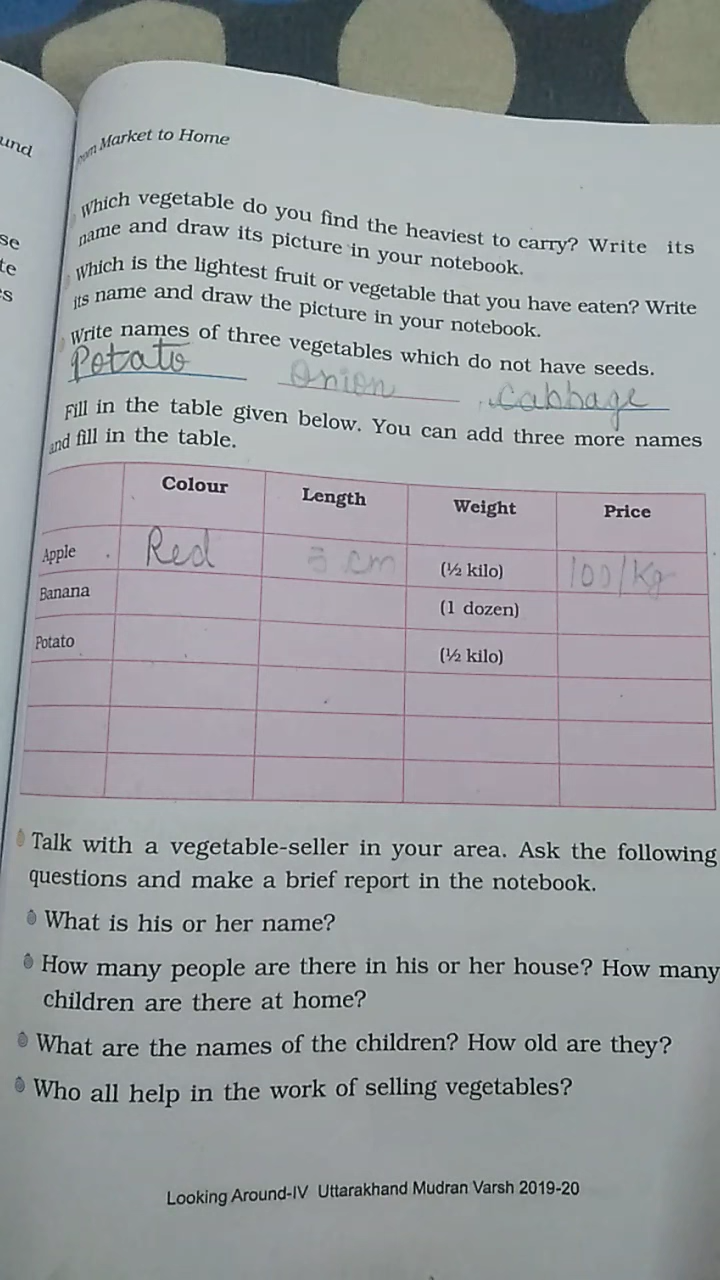 und
se
te
s
From Market to Home
Which vegetable do you find the heaviest to carry? Write its
name and draw its picture in your notebook.
Which is the lightest fruit or vegetable that you have eaten? Write
its name and draw the picture in your notebook.
Write names of three vegetables which do not have seeds.
Potato Onion Cabbage
Fill in the table given below. You can add three more names
and fill in the table.
Colour Length Weight Price
Apple Red 5 cm (½ kilo) 100/Kg
Banana (1 dozen)
Potato (½ kilo)
Talk with a vegetable-seller in your area. Ask the following
questions and make a brief report in the notebook.
What is his or her name?
How many people are there in his or her house? How many
children are there at home?
What are the names of the children? How old are they?
Who all help in the work of selling vegetables?
Looking Around-IV Uttarakhand Mudran Varsh 2019-20